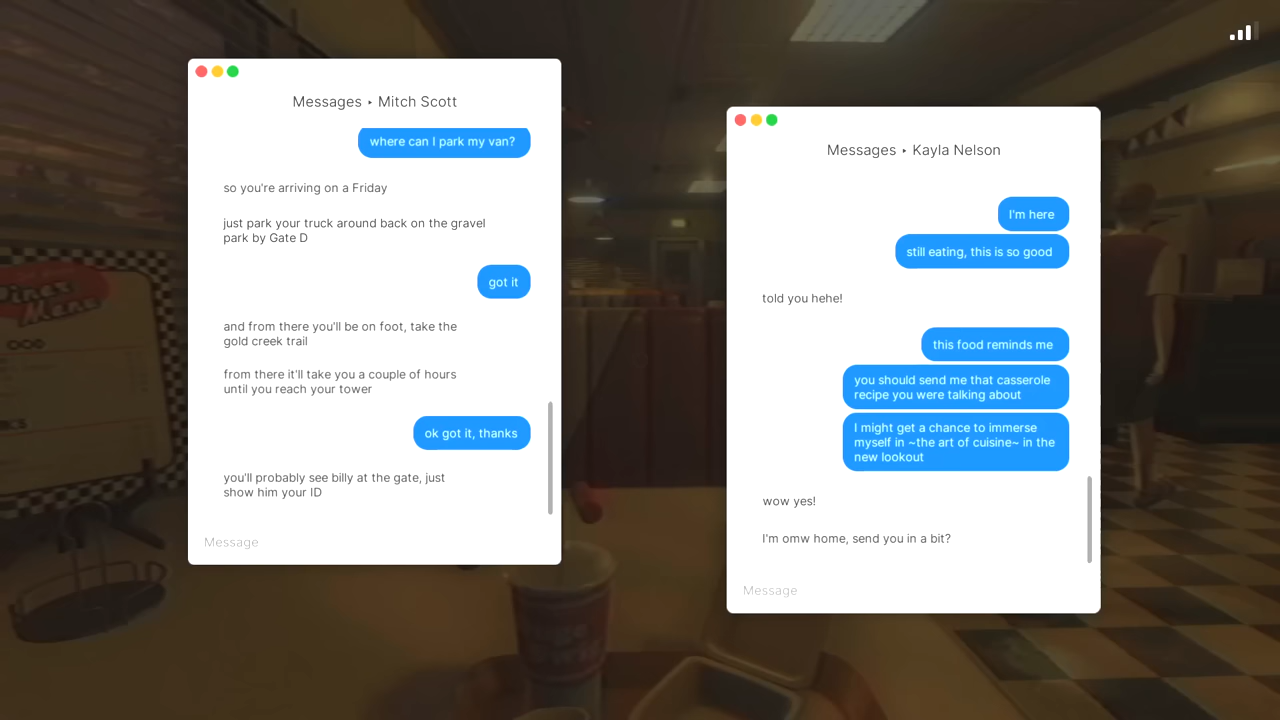 Messages ‣ Mitch Scott
where can I park my van?
so you're arriving on a Friday
just park your truck around back on the gravel
park by Gate D
got it
and from there you'll be on foot, take the
gold creek trail
from there it'll take you a couple of hours
until you reach your tower
ok got it, thanks
you'll probably see billy at the gate, just
show him your ID
Message
Messages ‣ Kayla Nelson
I'm here
still eating, this is so good
told you hehe!
this food reminds me
you should send me that casserole
recipe you were talking about
I might get a chance to immerse
myself in ~the art of cuisine~ in the
new lookout
wow yes!
I'm omw home, send you in a bit?
Message
Diner
Menu